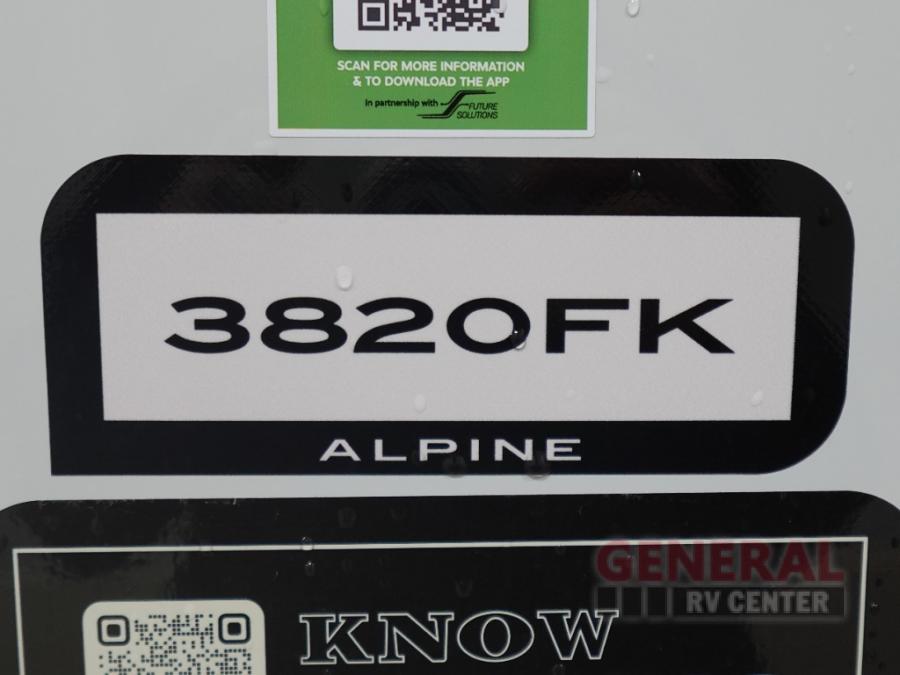 SCAN FOR MORE INFORMATION
& TO DOWNLOAD THE APP
In partnership with FUTURE
SOLUTIONS
3820FK
ALPINE
GENERAL
RV CENTER
KNOW